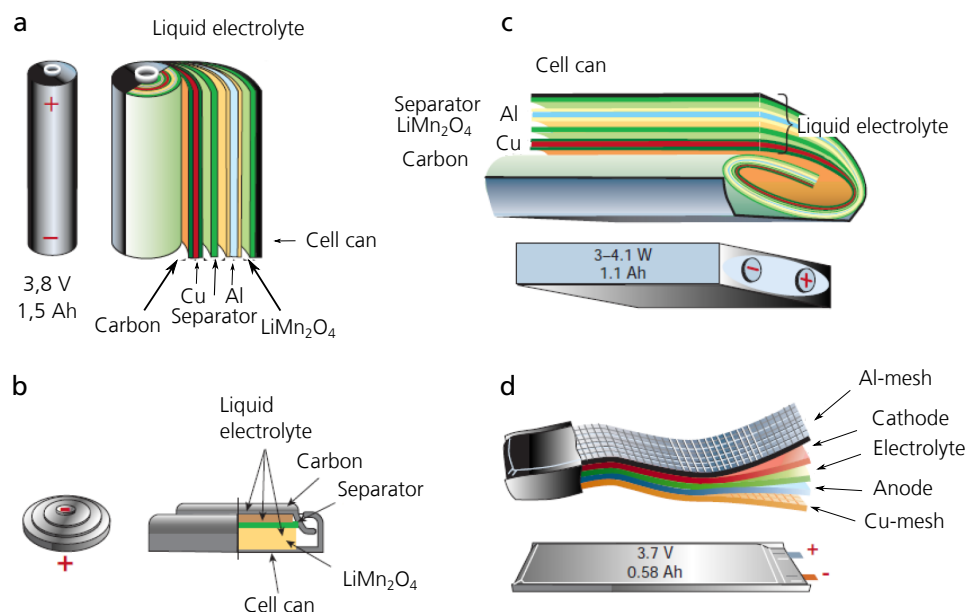 a
Liquid electrolyte
+
−
3,8 V
1,5 Ah
Cell can
Carbon
Cu
Separator
Al
LiMn2O4
c
Cell can
Separator
LiMn2O4
Carbon
Al
Cu
Liquid electrolyte
3–4.1 W
1.1 Ah
−
+
b
Liquid
electrolyte
Carbon
Separator
LiMn2O4
Cell can
−
+
d
Al-mesh
Cathode
Electrolyte
Anode
Cu-mesh
3.7 V
0.58 Ah
+
-